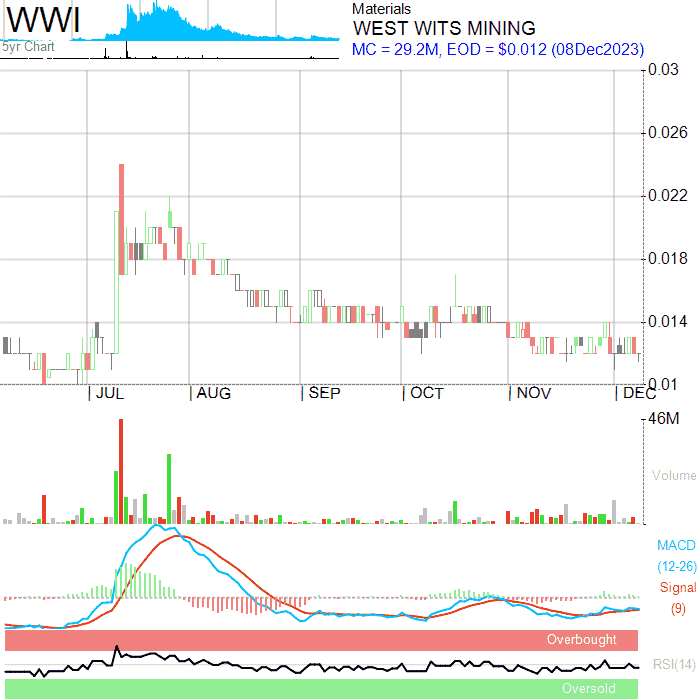 WWI
5yr Chart
Materials
WEST WITS MINING
MC = 29.2M, EOD = $0.012 (08Dec2023)
0.03
0.026
0.022
0.018
0.014
0.01
JUL AUG SEP OCT NOV DEC
46M
Volume
MACD
(12-26)
Signal
(9)
Overbought
RSI(14)
Oversold